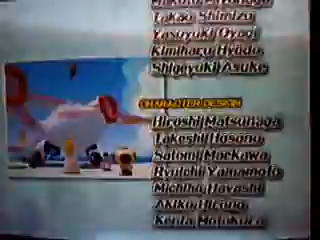 Takao Shimizu
Yasuyuki Oyagi
Kimiharu Hyodo
Shigeyuki Asuke
CHARACTER DESIGN
Hiroshi Matsunaga
Takeshi Hosono
Satomi Maekawa
Ryuichi Yamamoto
Michiho Hayashi
Akiko Hirono
Kenta Motokura